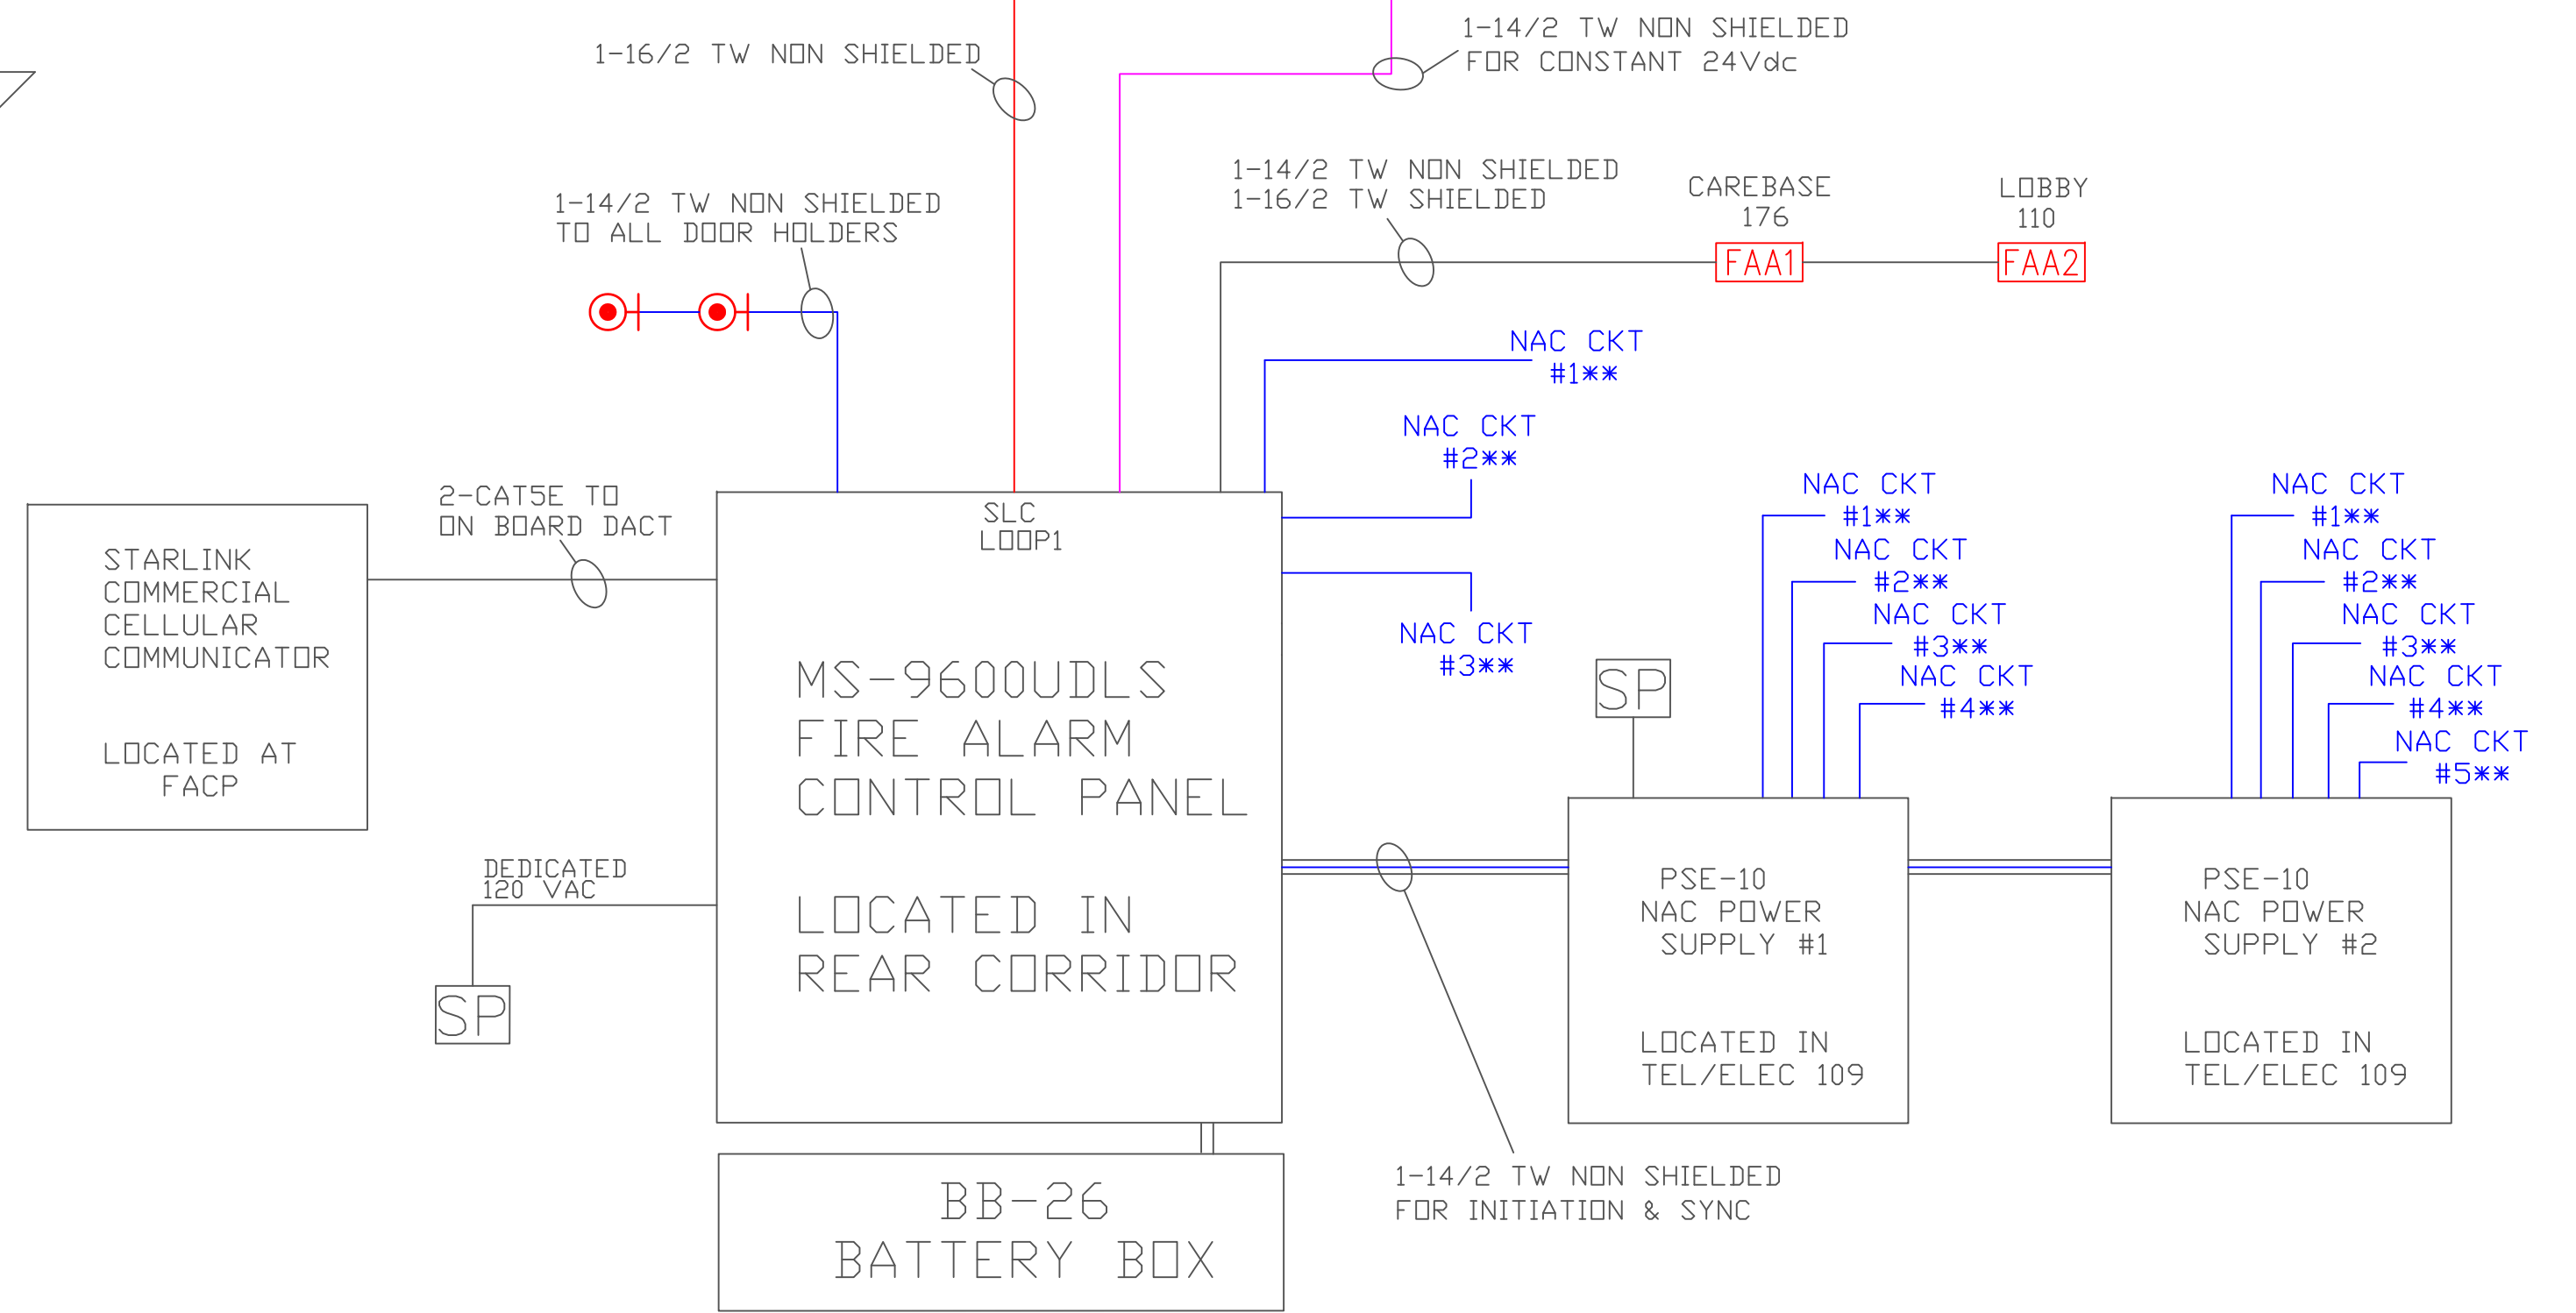 1-16/2 TW NON SHIELDED
1-14/2 TW NON SHIELDED
FOR CONSTANT 24Vdc
1-14/2 TW NON SHIELDED
TO ALL DOOR HOLDERS
1-14/2 TW NON SHIELDED
1-16/2 TW SHIELDED
CAREBASE
176
FAA1
LOBBY
110
FAA2
NAC CKT
#1**
NAC CKT
#2**
NAC CKT
#3**
2-CAT5E TO
ON BOARD DACT
STARLINK
COMMERCIAL
CELLULAR
COMMUNICATOR
LOCATED AT
FACP
SLC
LOOP1
MS-9600UDLS
FIRE ALARM
CONTROL PANEL
LOCATED IN
REAR CORRIDOR
DEDICATED
120 VAC
SP
BB-26
BATTERY BOX
SP
NAC CKT
#1**
NAC CKT
#2**
NAC CKT
#3**
NAC CKT
#4**
PSE-10
NAC POWER
SUPPLY #1
LOCATED IN
TEL/ELEC 109
NAC CKT
#1**
NAC CKT
#2**
NAC CKT
#3**
NAC CKT
#4**
NAC CKT
#5**
PSE-10
NAC POWER
SUPPLY #2
LOCATED IN
TEL/ELEC 109
1-14/2 TW NON SHIELDED
FOR INITIATION & SYNC